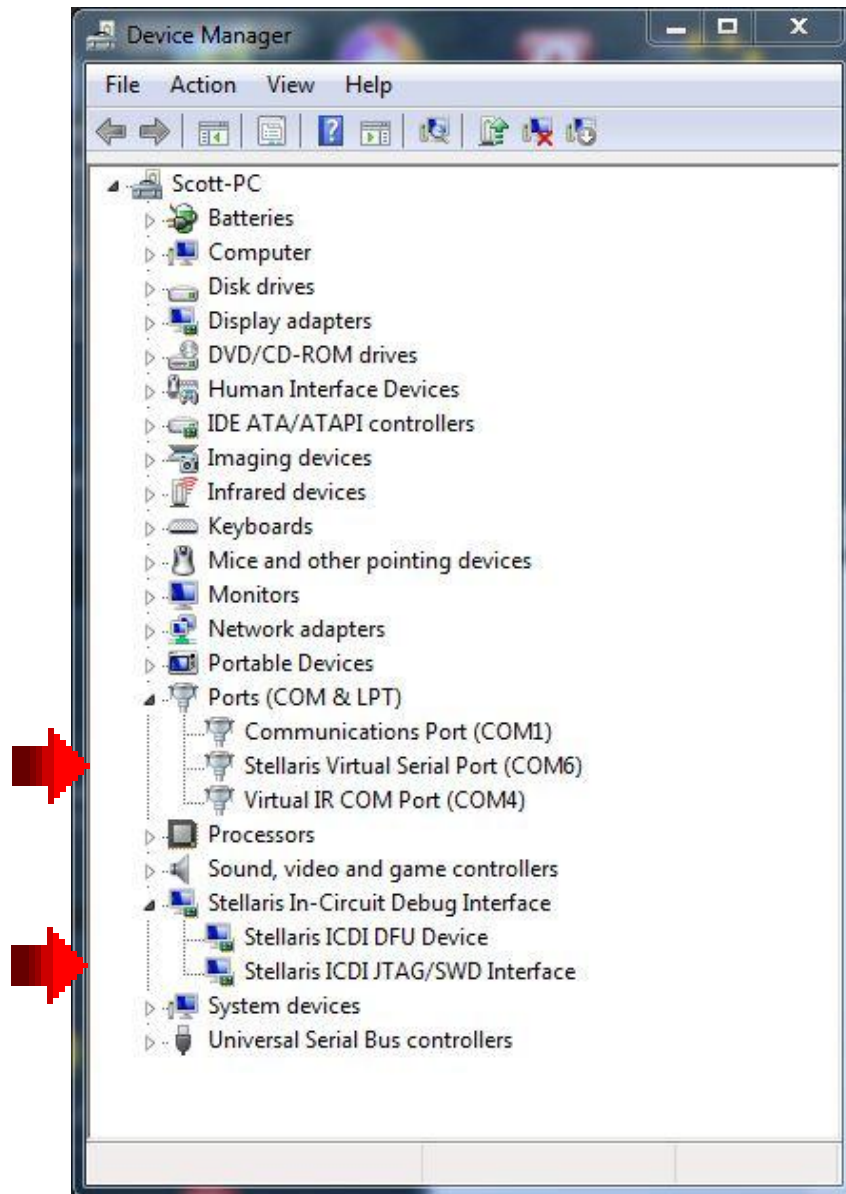 Device Manager
File Action View Help
Scott-PC
Batteries
Computer
Disk drives
Display adapters
DVD/CD-ROM drives
Human Interface Devices
IDE ATA/ATAPI controllers
Imaging devices
Infrared devices
Keyboards
Mice and other pointing devices
Monitors
Network adapters
Portable Devices
Ports (COM & LPT)
Communications Port (COM1)
Stellaris Virtual Serial Port (COM6)
Virtual IR COM Port (COM4)
Processors
Sound, video and game controllers
Stellaris In-Circuit Debug Interface
Stellaris ICDI DFU Device
Stellaris ICDI JTAG/SWD Interface
System devices
Universal Serial Bus controllers